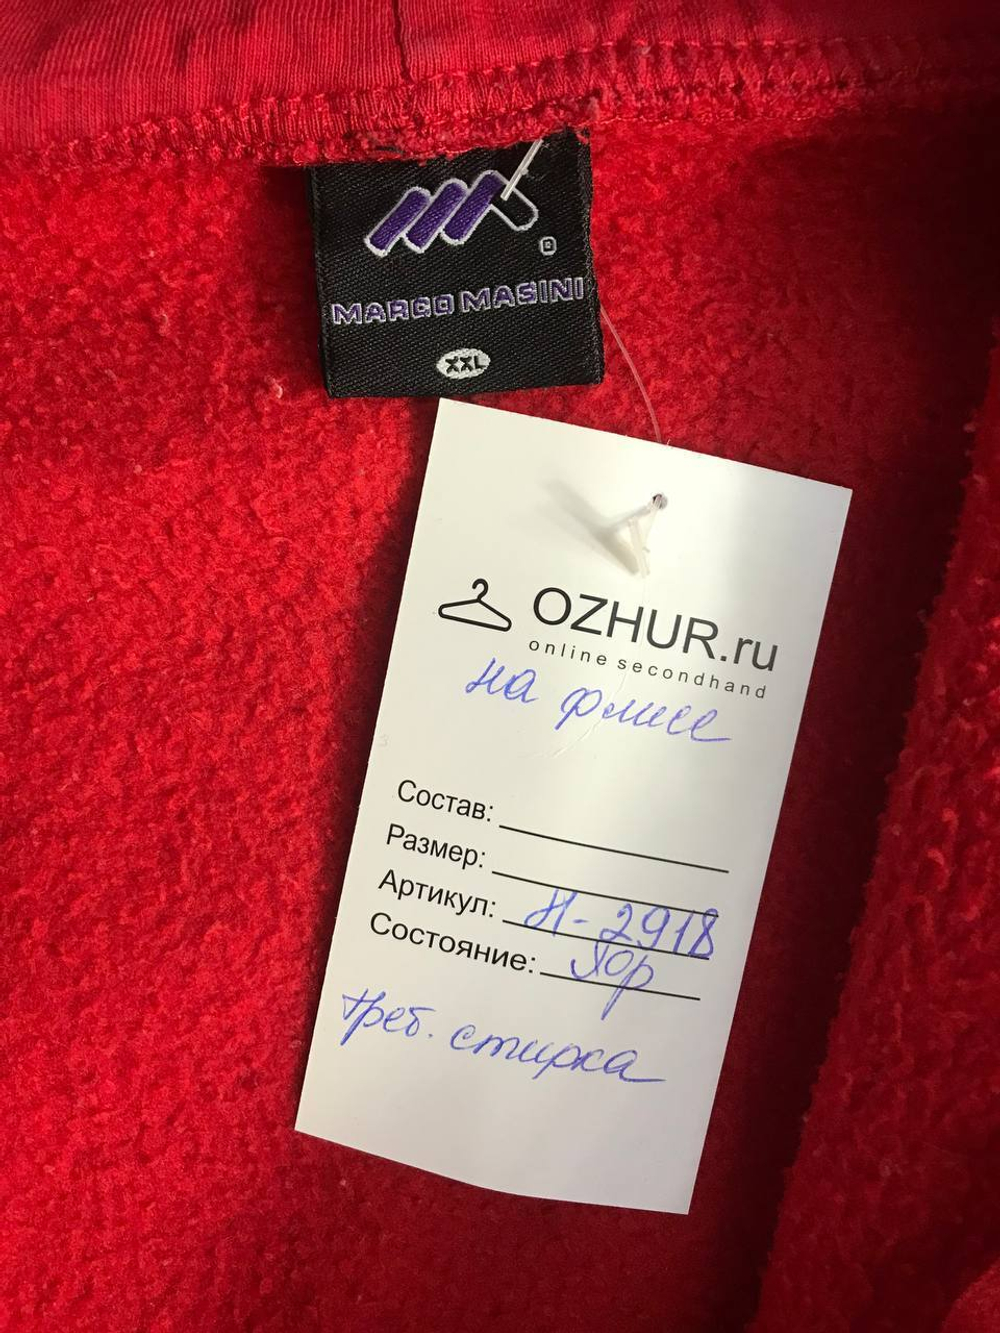 MARCO MASINI
XXL
OZHUR.ru
online secondhand
на флисе
Состав:
Размер:
Артикул: Н-2918
Состояние: Хор
треб. стирка